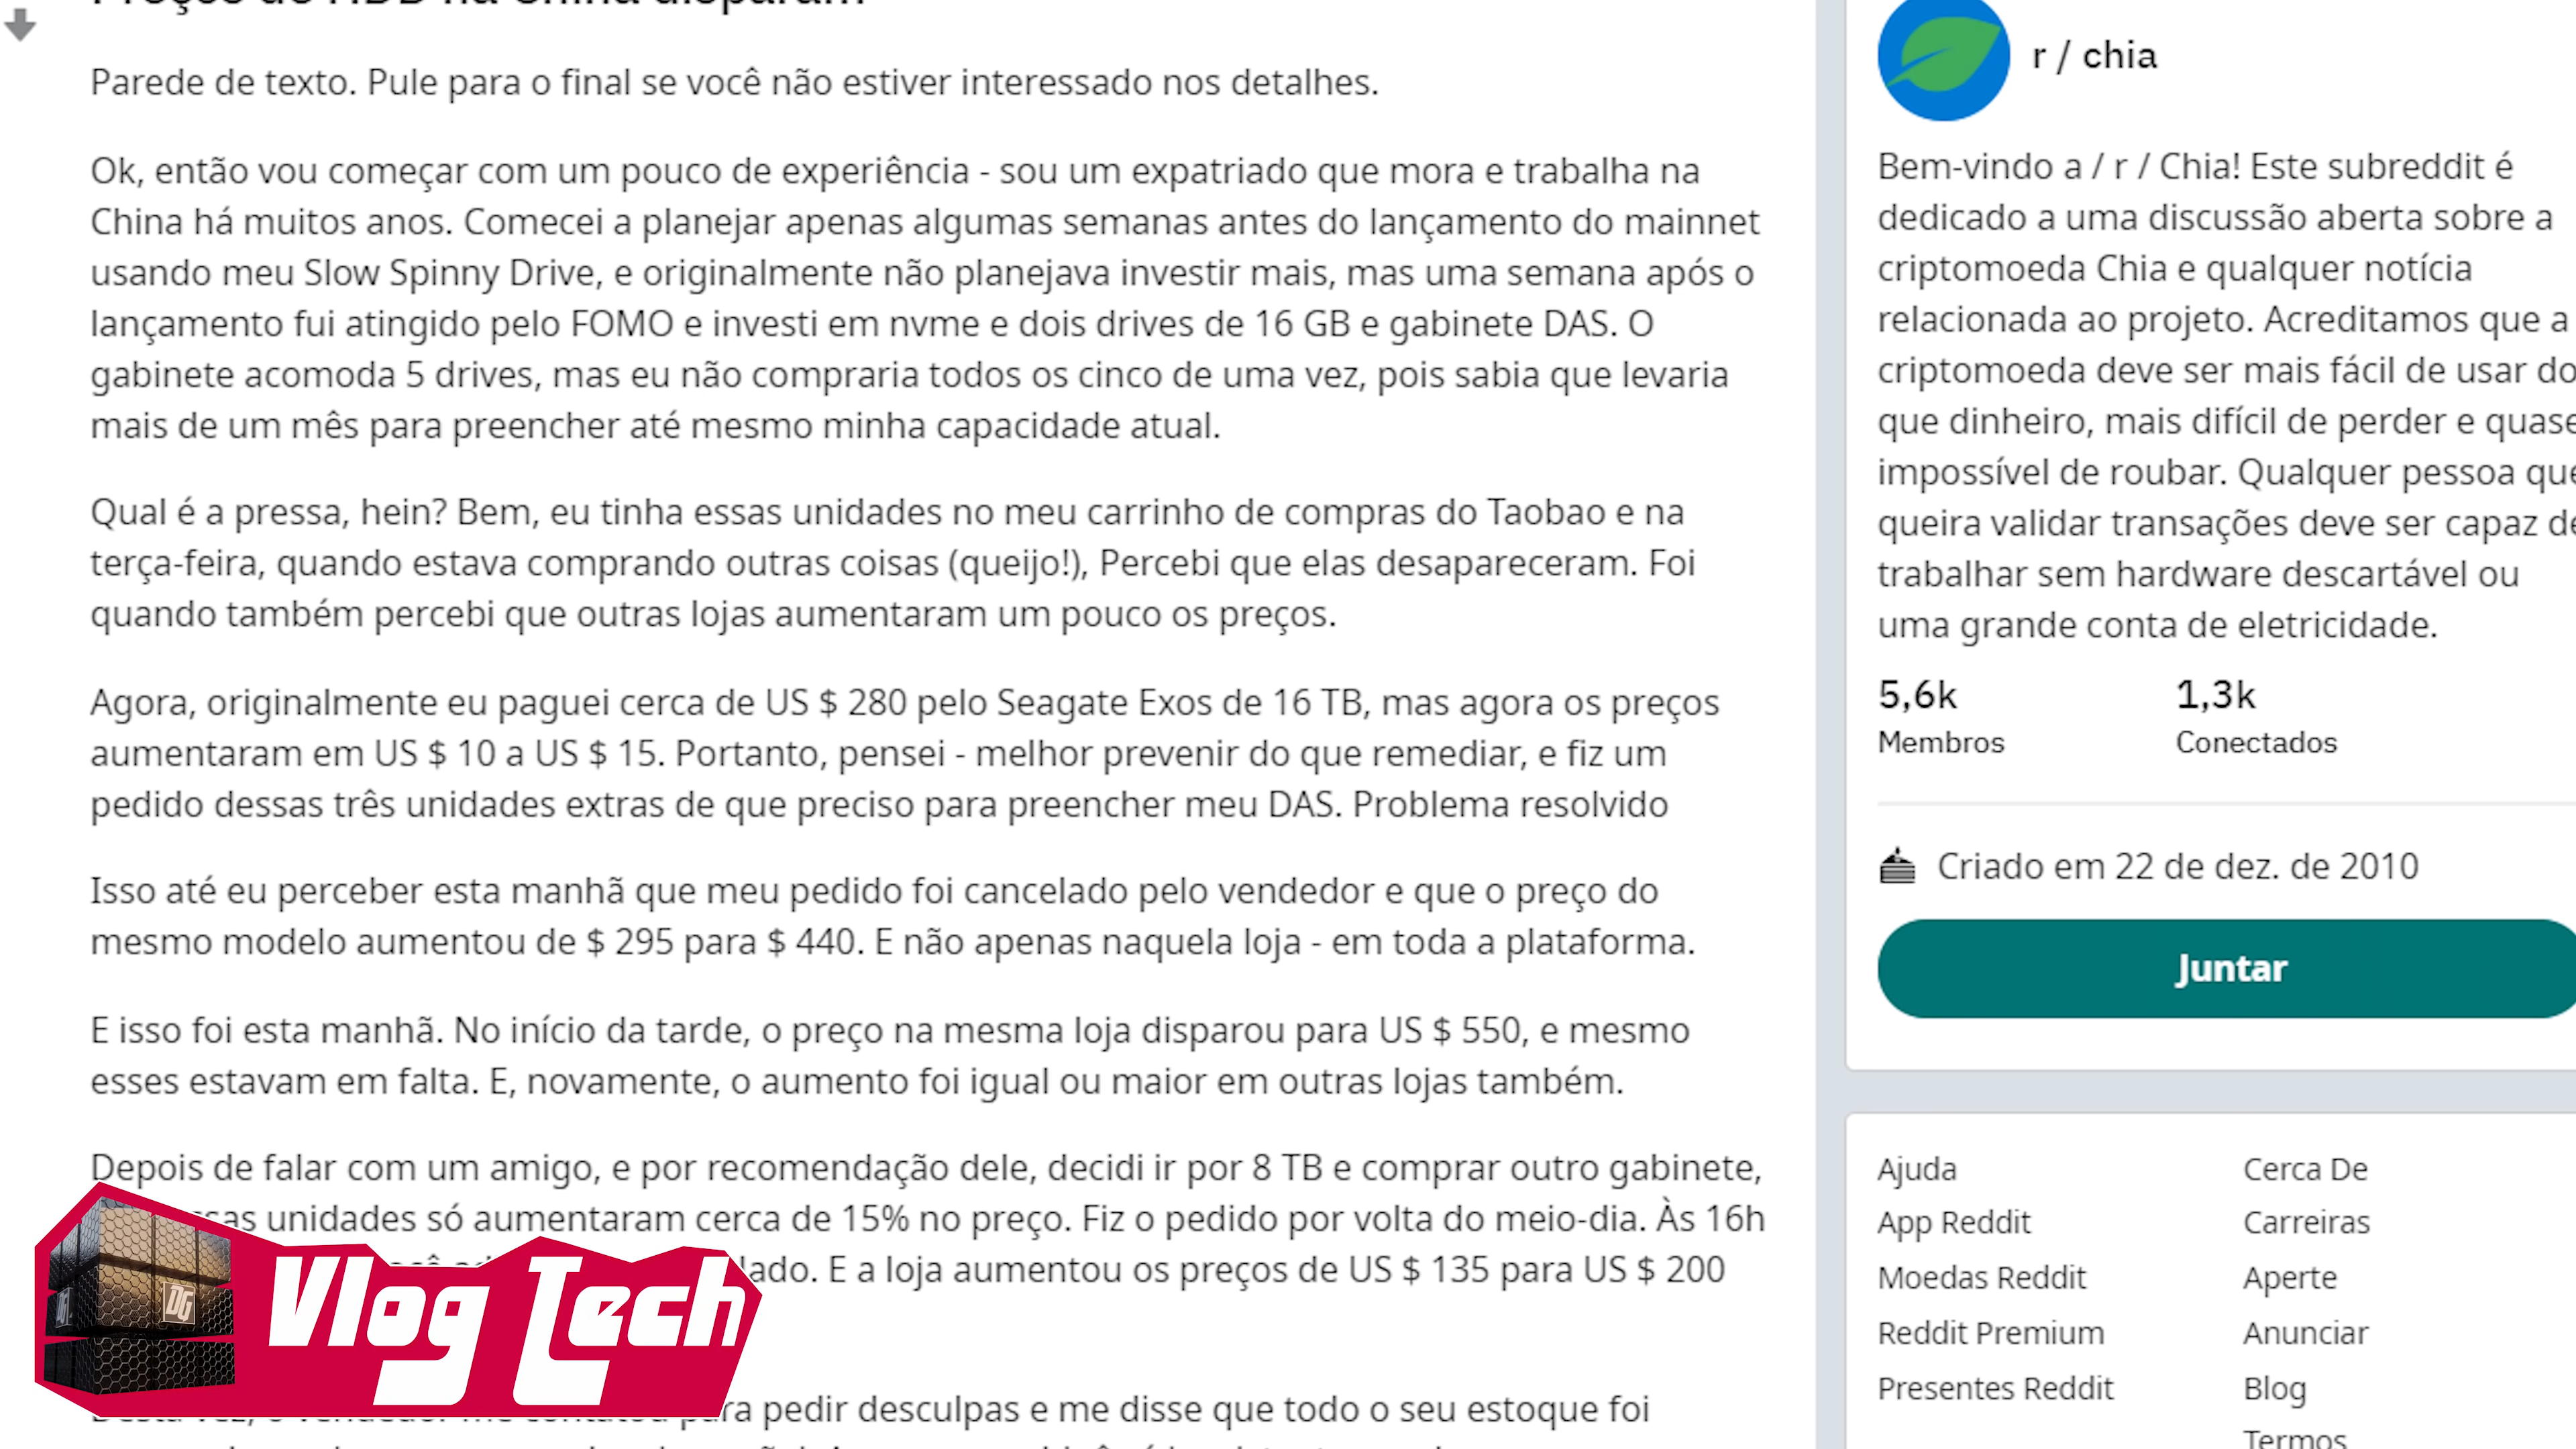 Preços do HDD na China disparam
Parede de texto. Pule para o final se você não estiver interessado nos detalhes.
Ok, então vou começar com um pouco de experiência - sou um expatriado que mora e trabalha na
China há muitos anos. Comecei a planejar apenas algumas semanas antes do lançamento do mainnet
usando meu Slow Spinny Drive, e originalmente não planejava investir mais, mas uma semana após o
lançamento fui atingido pelo FOMO e investi em nvme e dois drives de 16 GB e gabinete DAS. O
gabinete acomoda 5 drives, mas eu não compraria todos os cinco de uma vez, pois sabia que levaria
mais de um mês para preencher até mesmo minha capacidade atual.
Qual é a pressa, hein? Bem, eu tinha essas unidades no meu carrinho de compras do Taobao e na
terça-feira, quando estava comprando outras coisas (queijo!), Percebi que elas desapareceram. Foi
quando também percebi que outras lojas aumentaram um pouco os preços.
Agora, originalmente eu paguei cerca de US $ 280 pelo Seagate Exos de 16 TB, mas agora os preços
aumentaram em US $ 10 a US $ 15. Portanto, pensei - melhor prevenir do que remediar, e fiz um
pedido dessas três unidades extras de que preciso para preencher meu DAS. Problema resolvido
Isso até eu perceber esta manhã que meu pedido foi cancelado pelo vendedor e que o preço do
mesmo modelo aumentou de $ 295 para $ 440. E não apenas naquela loja - em toda a plataforma.
E isso foi esta manhã. No início da tarde, o preço na mesma loja disparou para US $ 550, e mesmo
esses estavam em falta. E, novamente, o aumento foi igual ou maior em outras lojas também.
Depois de falar com um amigo, e por recomendação dele, decidi ir por 8 TB e comprar outro gabinete,
unidades só aumentaram cerca de 15% no preço. Fiz o pedido por volta do meio-dia. Às 16h
E a loja aumentou os preços de US $ 135 para US $ 200
pedir desculpas e me disse que todo o seu estoque foi
Vlog Tech
DG
r / chia
Bem-vindo a / r / Chia! Este subreddit é
dedicado a uma discussão aberta sobre a
criptomoeda Chia e qualquer notícia
relacionada ao projeto. Acreditamos que a
criptomoeda deve ser mais fácil de usar do
que dinheiro, mais difícil de perder e quase
impossível de roubar. Qualquer pessoa que
queira validar transações deve ser capaz de
trabalhar sem hardware descartável ou
uma grande conta de eletricidade.
5,6k 1,3k
Membros Conectados
Criado em 22 de dez. de 2010
Juntar
Ajuda Cerca De
App Reddit Carreiras
Moedas Reddit Aperte
Reddit Premium Anunciar
Presentes Reddit Blog
Termos